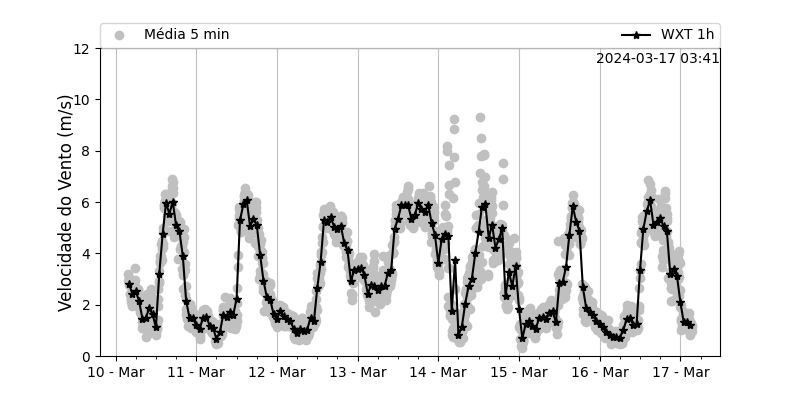 Média 5 min
WXT 1h
2024-03-17 03:41
Velocidade do Vento (m/s)
12
10
8
6
4
2
0
10 - Mar
11 - Mar
12 - Mar
13 - Mar
14 - Mar
15 - Mar
16 - Mar
17 - Mar